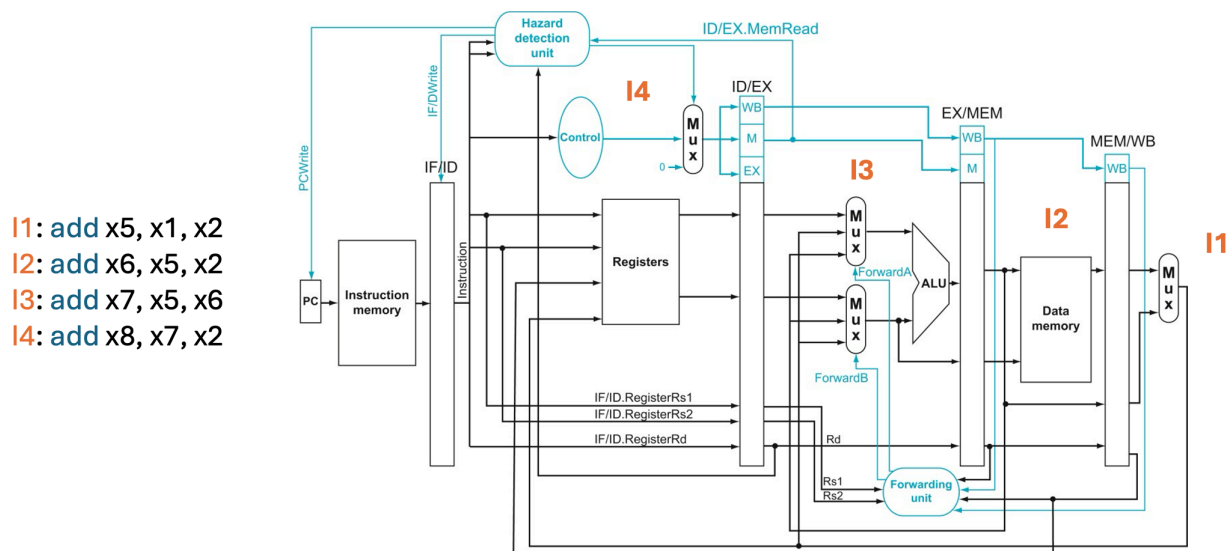 I1: add x5, x1, x2
I2: add x6, x5, x2
I3: add x7, x5, x6
I4: add x8, x7, x2
Hazard
detection
unit
ID/EX.MemRead
PCWrite
IF/DWrite
I4
ID/EX
EX/MEM
MEM/WB
IF/ID
Control
Mux
0
WB
M
EX
WB
M
WB
I3
I2
I1
PC
Instruction
memory
Instruction
Registers
Mux
ForwardA
Mux
ForwardB
ALU
Data
memory
Mux
IF/ID.RegisterRs1
IF/ID.RegisterRs2
IF/ID.RegisterRd
Rd
Rs1
Rs2
Forwarding
unit